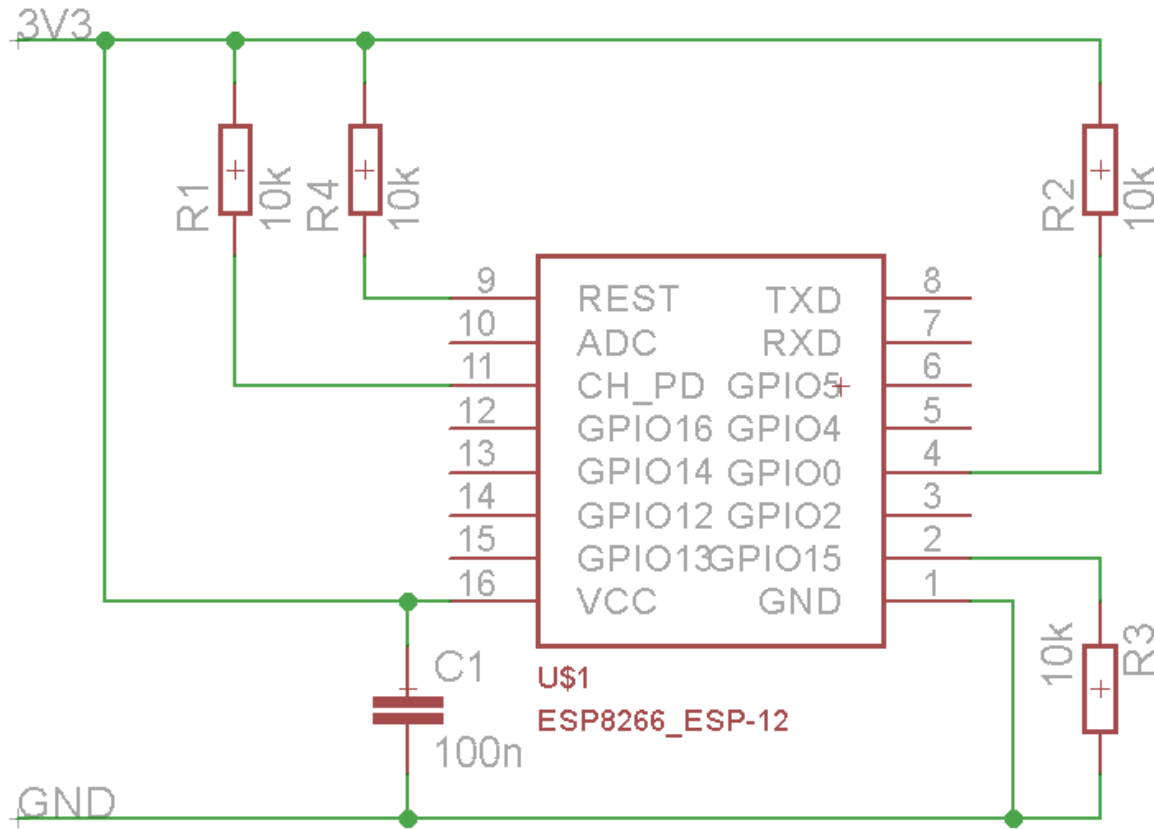 3V3
R1
10k
R4
10k
R2
10k
9 REST TXD 8
10 ADC RXD 7
11 CH_PD GPIO5 6
12 GPIO16 GPIO4 5
13 GPIO14 GPIO0 4
14 GPIO12 GPIO2 3
15 GPIO13 GPIO15 2
16 VCC GND 1
10k
R3
C1
100n
U$1
ESP8266_ESP-12
GND